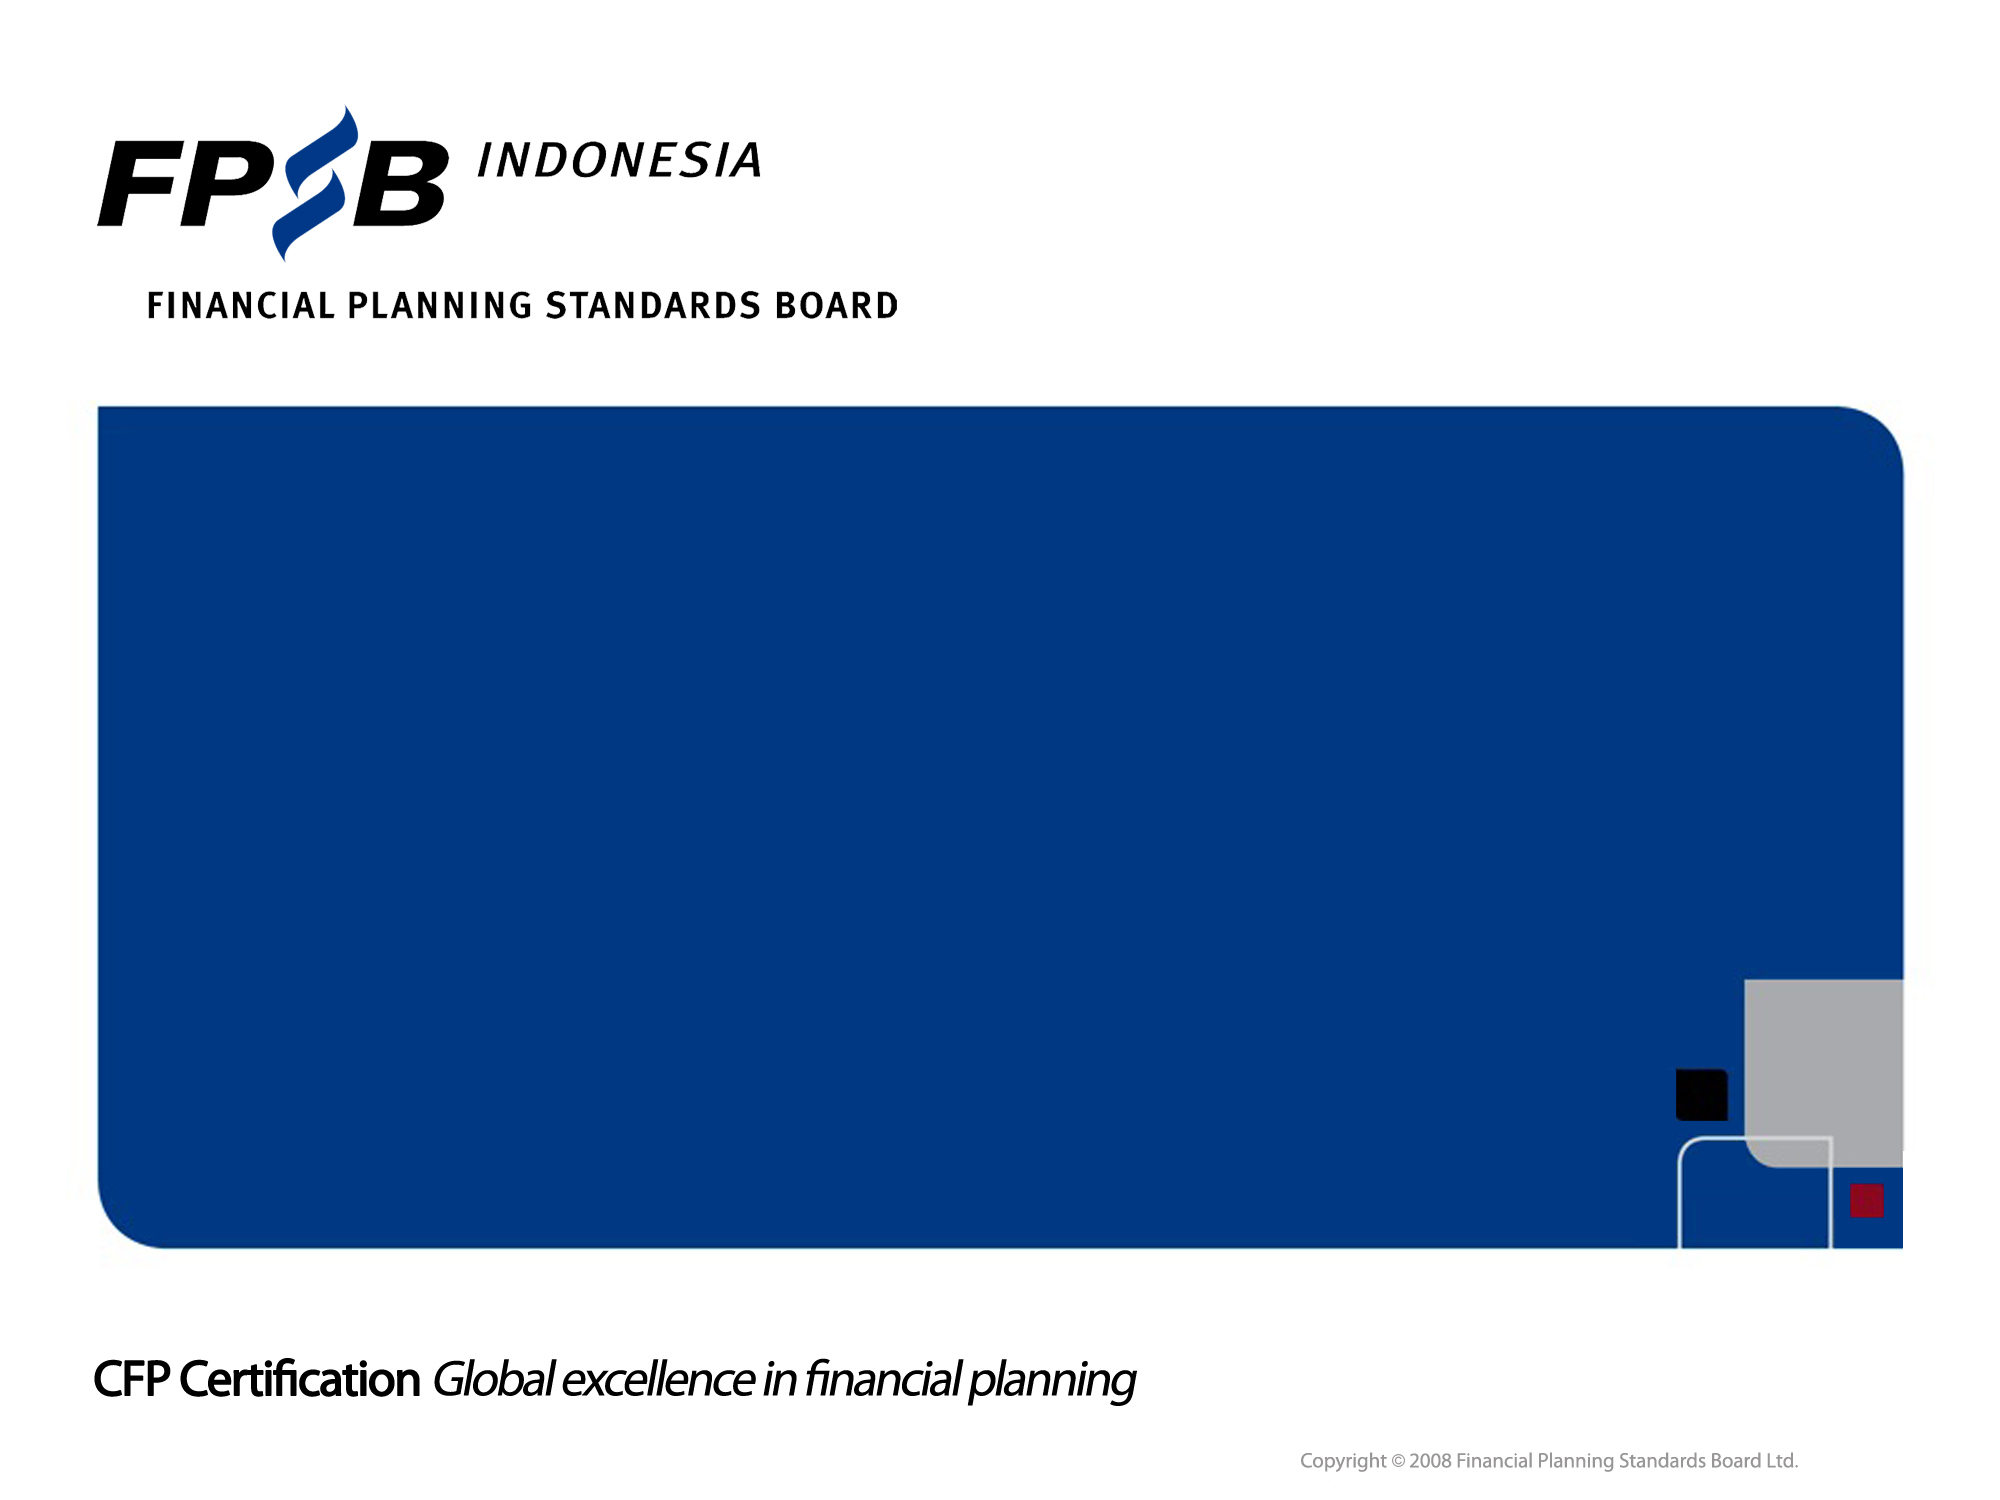 FPSB INDONESIA
FINANCIAL PLANNING STANDARDS BOARD
CFP Certification Global excellence in financial planning
Copyright © 2008 Financial Planning Standards Board Ltd.